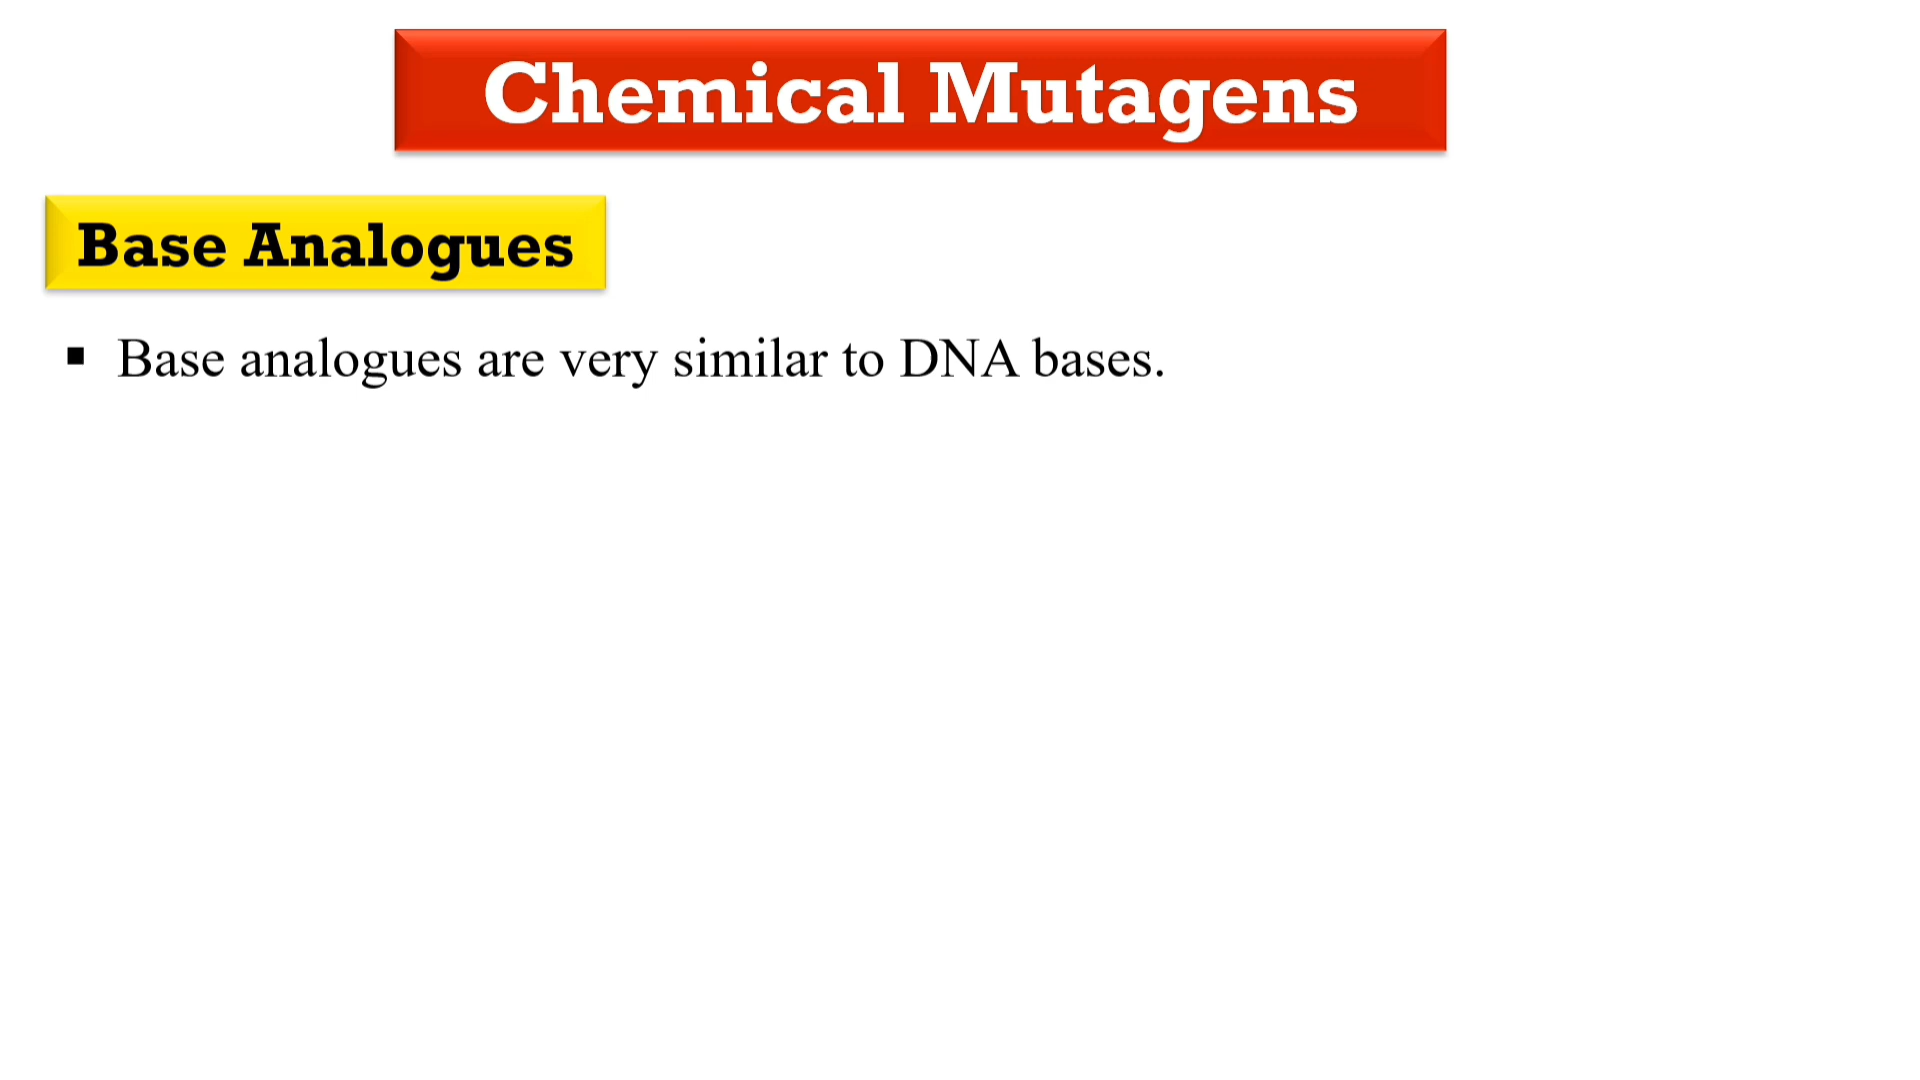 Chemical Mutagens
Base Analogues
▪ Base analogues are very similar to DNA bases.